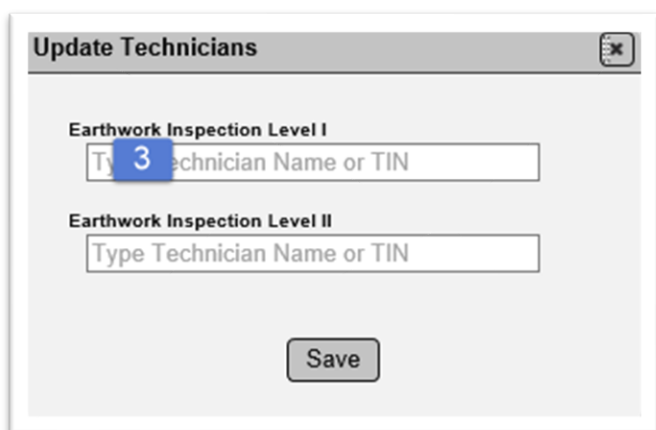 Update Technicians
Earthwork Inspection Level I
3 Technician Name or TIN
Earthwork Inspection Level II
Type Technician Name or TIN
Save